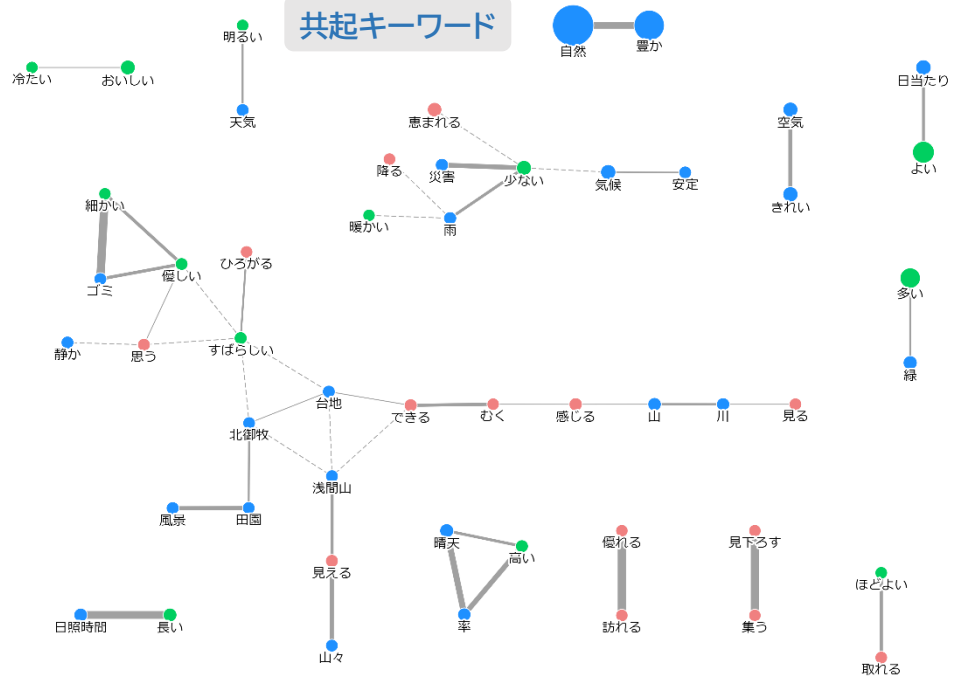 共起キーワード
自然
豊か
明るい
冷たい
おいしい
天気
恵まれる
空気
日当たり
降る
災害
少ない
気候
安定
よい
細かい
暖かい
雨
きれい
ひろがる
優しい
ゴミ
多い
静か
思う
すばらしい
緑
台地
できる
むく
感じる
山
川
見る
北御牧
浅間山
風景
田園
晴天
高い
優れる
見下ろす
見える
ほどよい
日照時間
長い
率
訪れる
集う
山々
取れる